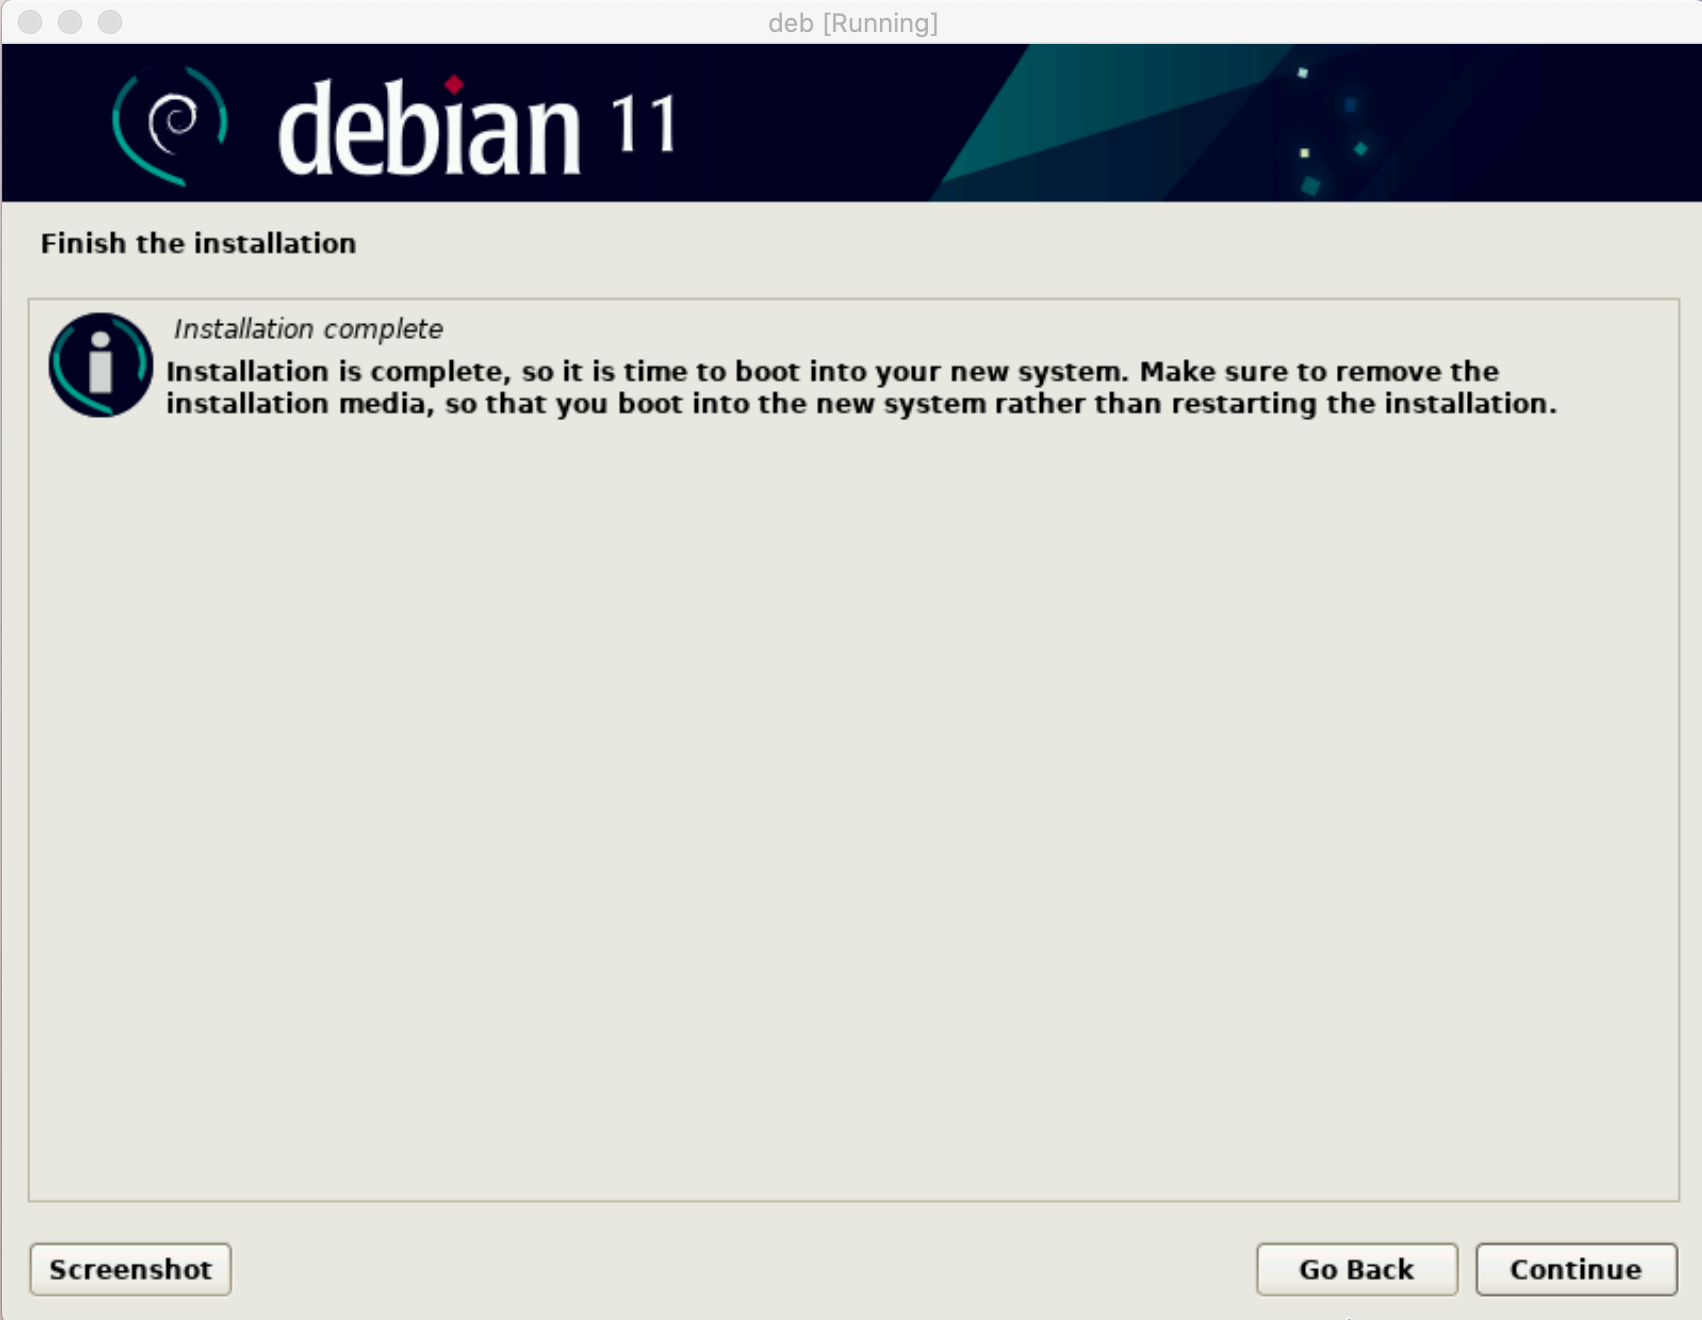 deb [Running]
debian 11
Finish the installation
Installation complete
Installation is complete, so it is time to boot into your new system. Make sure to remove the
installation media, so that you boot into the new system rather than restarting the installation.
Screenshot
Go Back
Continue